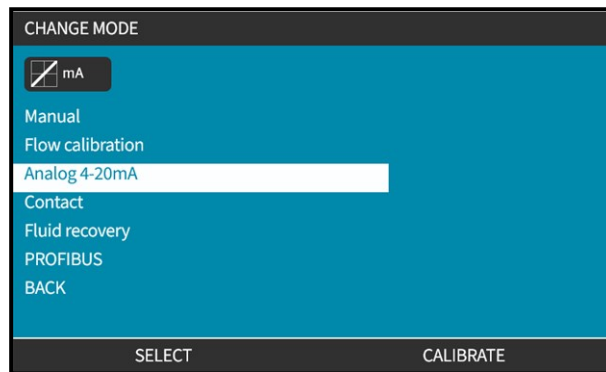 CHANGE MODE
mA
Manual
Flow calibration
Analog 4-20mA
Contact
Fluid recovery
PROFIBUS
BACK
SELECT CALIBRATE